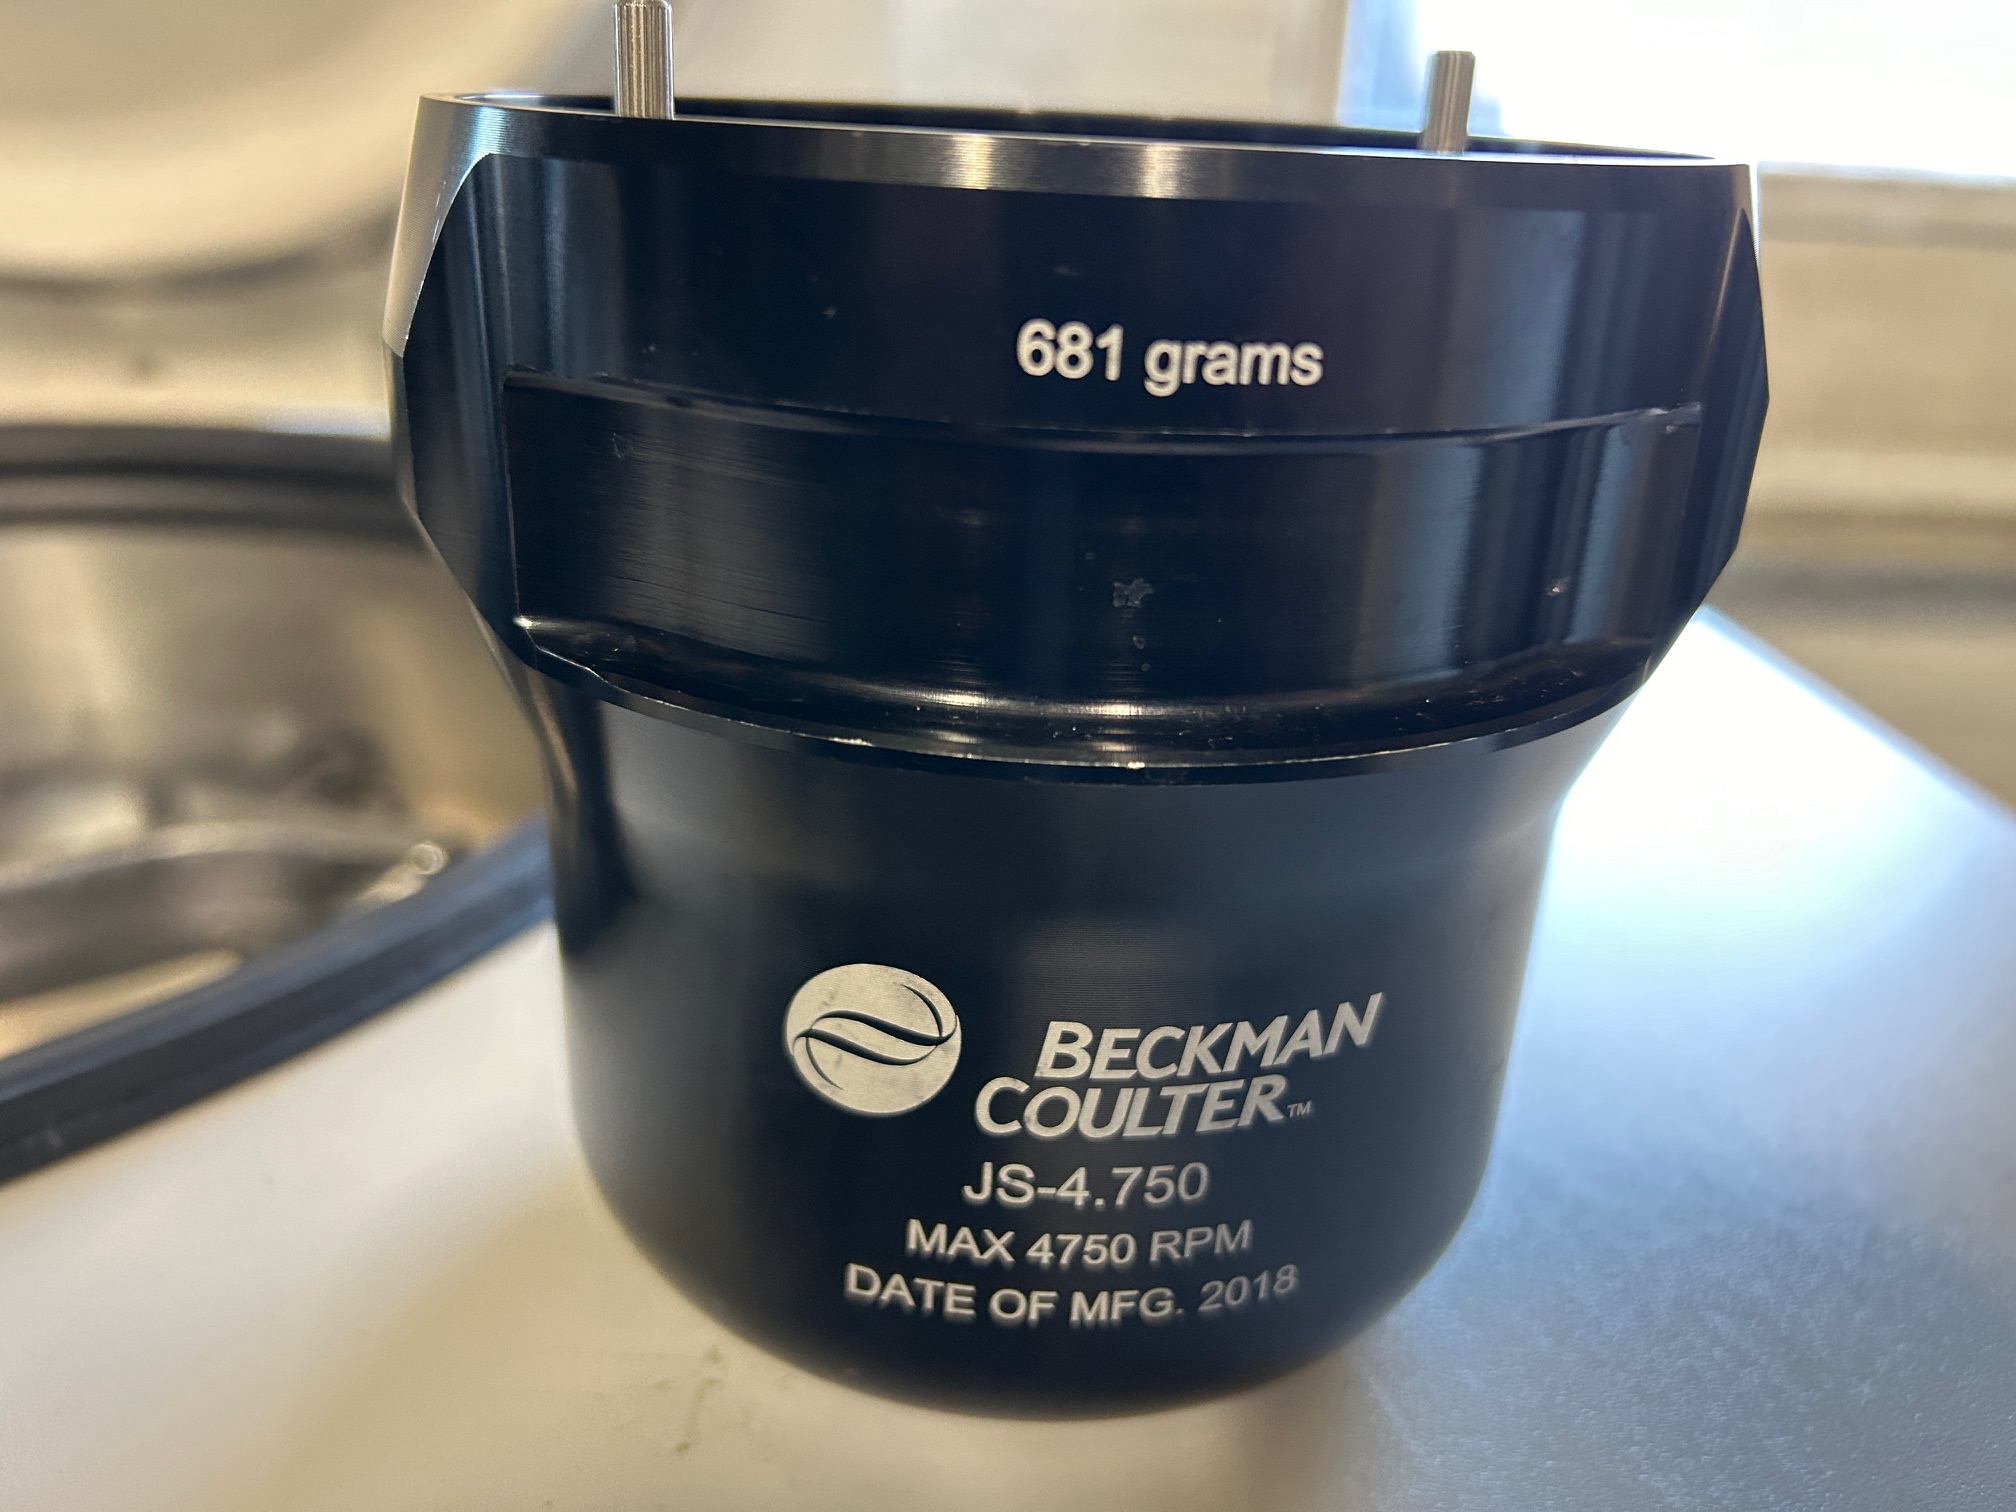 681 grams
BECKMAN
COULTER™
JS-4.750
MAX 4750 RPM
DATE OF MFG. 2018